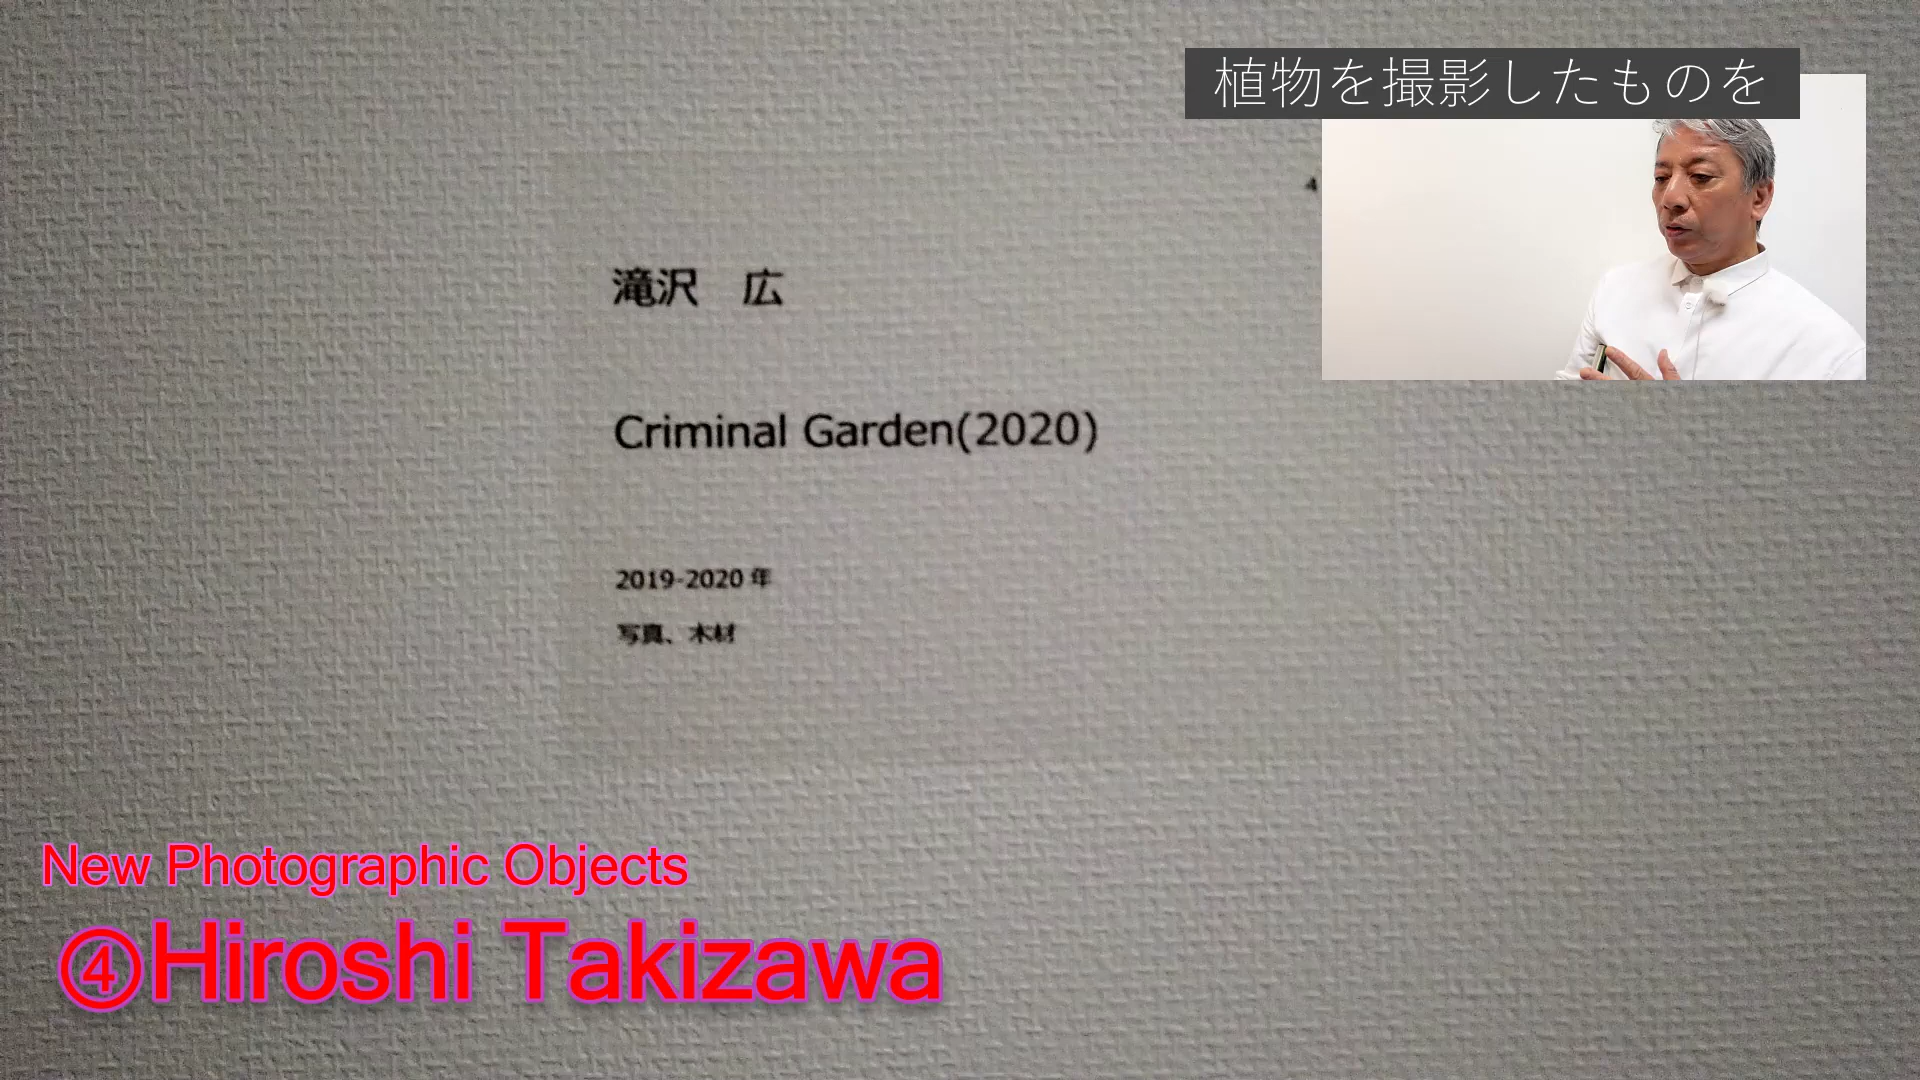 植物を撮影したものを
4
滝沢 広
Criminal Garden(2020)
2019-2020 年
写真、木材
New Photographic Objects
④Hiroshi Takizawa